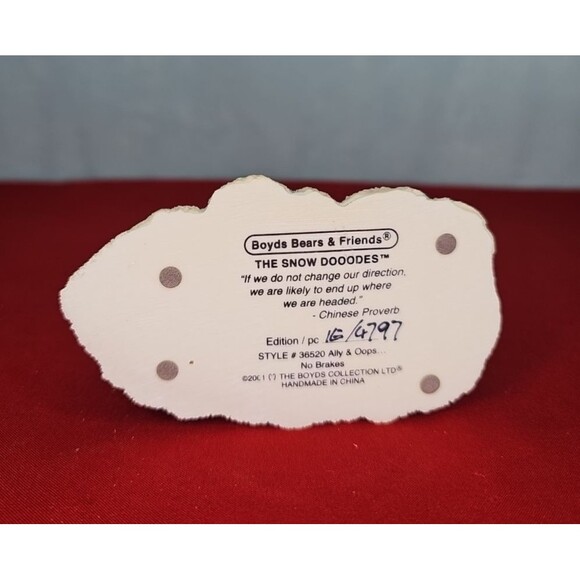 Boyds Bears & Friends®
THE SNOW DOOODES™
"If we do not change our direction,
we are likely to end up where
we are headed."
- Chinese Proverb
Edition / pc 1E/4797
STYLE # 36520 Ally & Oops...
No Brakes
THE BOYDS COLLECTION LTD®
HANDMADE IN CHINA